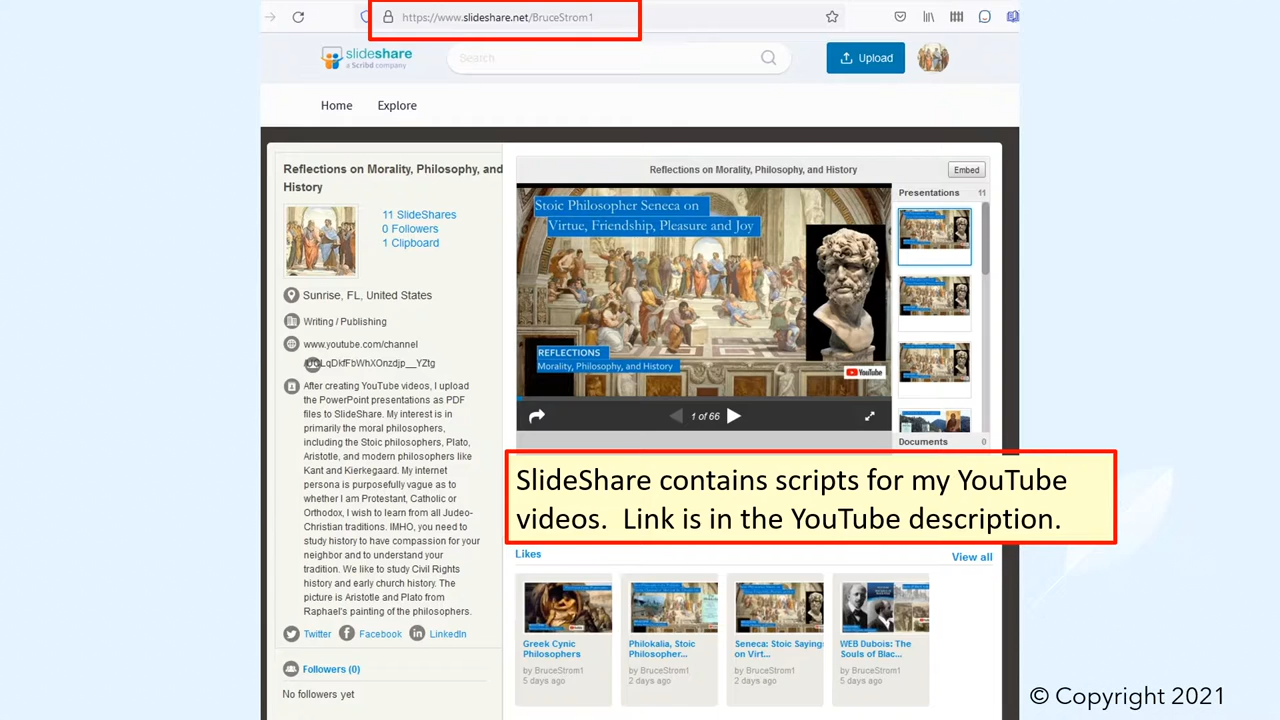 https://www.slideshare.net/BruceStrom1
slideshare
a Scribd company
Search
Upload
Home
Explore
Reflections on Morality, Philosophy, and
History
11 SlideShares
0 Followers
1 Clipboard
Sunrise, FL, United States
Writing / Publishing
www.youtube.com/channel
LqDkfFbWhXOnzdjp__YZtg
After creating YouTube videos, I upload
the PowerPoint presentations as PDF
files to SlideShare. My interest is in
primarily the moral philosophers,
including the Stoic philosophers, Plato,
Aristotle, and modern philosophers like
Kant and Kierkegaard. My internet
persona is purposefully vague as to
whether I am Protestant, Catholic or
Orthodox, I wish to learn from all Judeo-
Christian traditions. IMHO, you need to
study history to have compassion for your
neighbor and to understand your
tradition. We like to study Civil Rights
history and early church history. The
picture is Aristotle and Plato from
Raphael's painting of the philosophers.
Twitter
Facebook
LinkedIn
Followers (0)
No followers yet
Reflections on Morality, Philosophy, and History
Embed
Stoic Philosopher Seneca on
Virtue, Friendship, Pleasure and Joy
REFLECTIONS
Morality, Philosophy, and History
YouTube
1 of 66
Presentations 11
Documents 0
SlideShare contains scripts for my YouTube
videos. Link is in the YouTube description.
Likes
View all
Greek Cynic
Philosophers
by BruceStrom1
5 days ago
Philokalia, Stoic
Philosopher...
by BruceStrom1
2 days ago
Seneca: Stoic Sayings
on Virt...
by BruceStrom1
2 days ago
WEB Dubois: The
Souls of Blac...
by BruceStrom1
5 days ago
© Copyright 2021